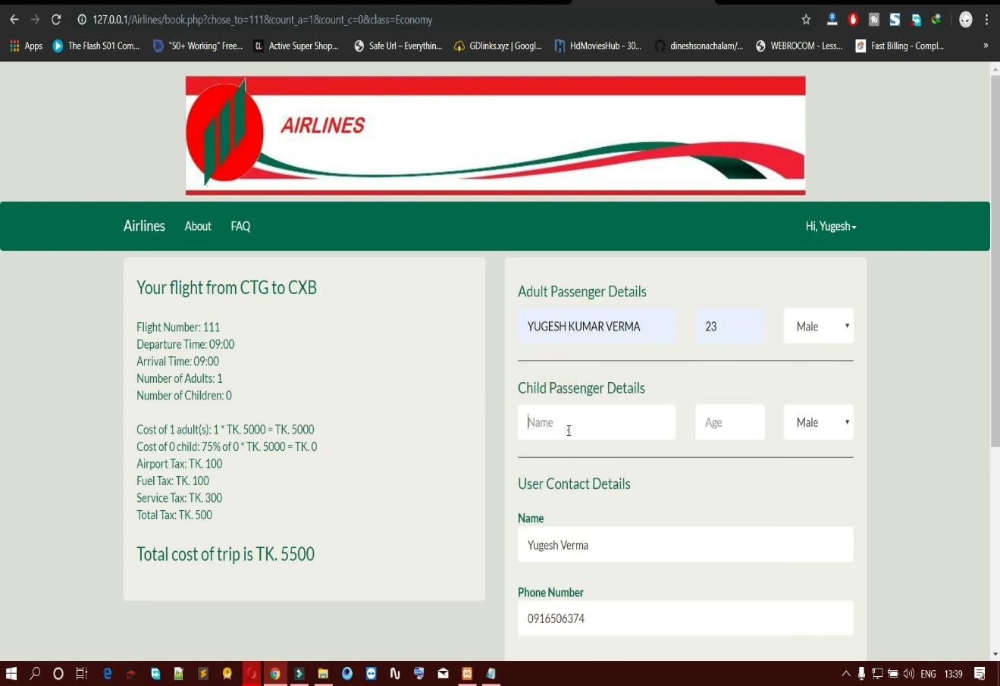 127.0.0.1/Airlines/book.php?chose_to=111&count_a=1&count_c=0&class=Economy
Apps The Flash S01 Com... "50+ Working" Free... CL Active Super Shop... Safe Url – Everythin... GDlinks.xyz | Googl... HdMoviesHub - 30... dineshsonachalam/... WEBROCOM - Less... Fast Billing - Compl... »
AIRLINES
Airlines About FAQ Hi, Yugesh
Your flight from CTG to CXB
Flight Number: 111
Departure Time: 09:00
Arrival Time: 09:00
Number of Adults: 1
Number of Children: 0
Cost of 1 adult(s): 1 * TK. 5000 = TK. 5000
Cost of 0 child: 75% of 0 * TK. 5000 = TK. 0
Airport Tax: TK. 100
Fuel Tax: TK. 100
Service Tax: TK. 300
Total Tax: TK. 500
Total cost of trip is TK. 5500
Adult Passenger Details
YUGESH KUMAR VERMA 23 Male
Child Passenger Details
Name Age Male
User Contact Details
Name
Yugesh Verma
Phone Number
0916506374
ENG 13:39